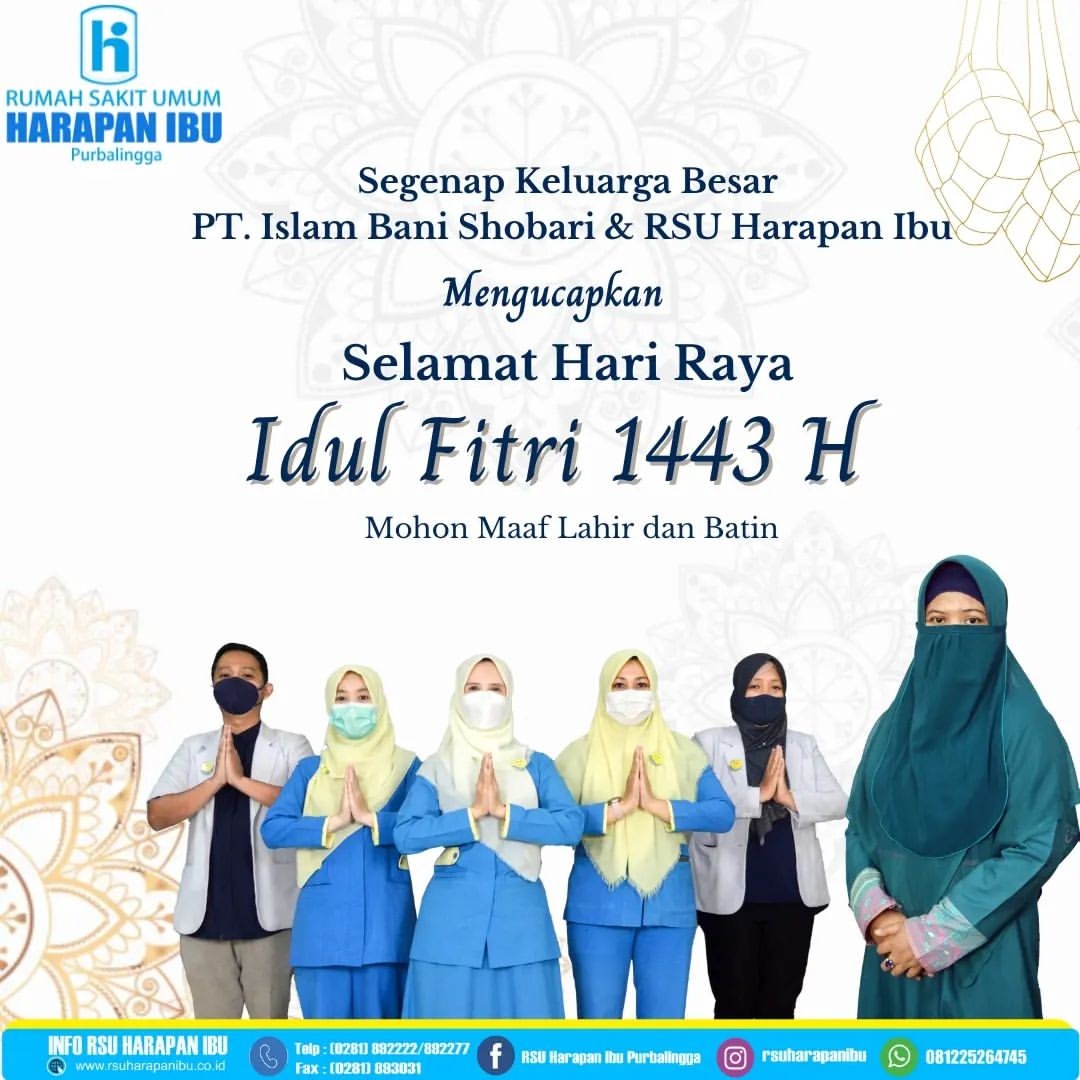 RUMAH SAKIT UMUM
HARAPAN IBU
Purbalingga
Segenap Keluarga Besar
PT. Islam Bani Shobari & RSU Harapan Ibu
Mengucapkan
Selamat Hari Raya
Idul Fitri 1443 H
Mohon Maaf Lahir dan Batin
INFO RSU HARAPAN IBU
www.rsuharapanibu.co.id
Telp : (0281) 892222/892277
Fax : (0281) 893031
RSU Harapan Ibu Purbalingga
rsuharapanibu
081225264745